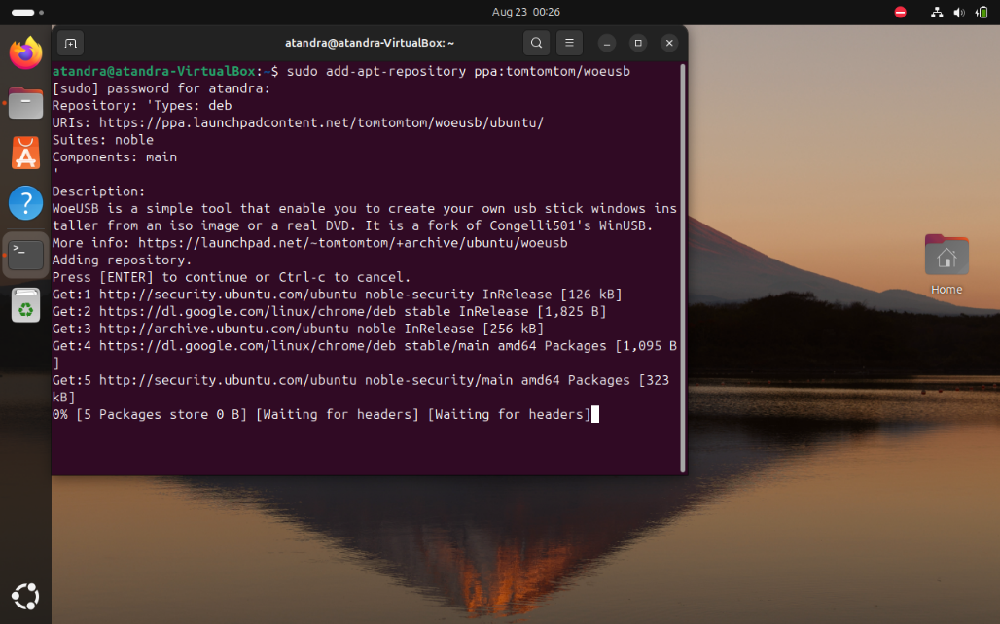 Aug 23 00:26
atandra@atandra-VirtualBox: ~
atandra@atandra-VirtualBox:~$ sudo add-apt-repository ppa:tomtomtom/woeusb
[sudo] password for atandra:
Repository: 'Types: deb
URIs: https://ppa.launchpadcontent.net/tomtomtom/woeusb/ubuntu/
Suites: noble
Components: main
'
Description:
WoeUSB is a simple tool that enable you to create your own usb stick windows ins
taller from an iso image or a real DVD. It is a fork of Congelli501's WinUSB.
More info: https://launchpad.net/~tomtomtom/+archive/ubuntu/woeusb
Adding repository.
Press [ENTER] to continue or Ctrl-c to cancel.
Get:1 http://security.ubuntu.com/ubuntu noble-security InRelease [126 kB]
Get:2 https://dl.google.com/linux/chrome/deb stable InRelease [1,825 B]
Get:3 http://archive.ubuntu.com/ubuntu noble InRelease [256 kB]
Get:4 https://dl.google.com/linux/chrome/deb stable/main amd64 Packages [1,095 B
]
Get:5 http://security.ubuntu.com/ubuntu noble-security/main amd64 Packages [323
kB]
0% [5 Packages store 0 B] [Waiting for headers] [Waiting for headers]
Home